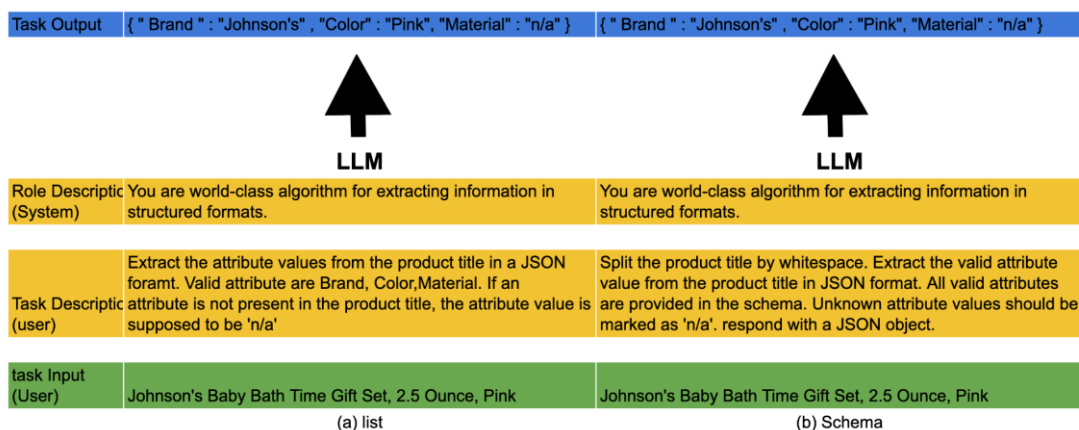 Task Output
{ " Brand " : "Johnson's" , "Color" : "Pink", "Material" : "n/a" }
{ " Brand " : "Johnson's" , "Color" : "Pink", "Material" : "n/a" }
LLM
LLM
Role Descriptic
(System)
You are world-class algorithm for extracting information in
structured formats.
You are world-class algorithm for extracting information in
structured formats.
Task Descriptic
(user)
Extract the attribute values from the product title in a JSON
foramt. Valid attribute are Brand, Color,Material. If an
attribute is not present in the product title, the attribute value is
supposed to be 'n/a'
Split the product title by whitespace. Extract the valid attribute
value from the product title in JSON format. All valid attributes
are provided in the schema. Unknown attribute values should be
marked as 'n/a'. respond with a JSON object.
task Input
(User)
Johnson's Baby Bath Time Gift Set, 2.5 Ounce, Pink
Johnson's Baby Bath Time Gift Set, 2.5 Ounce, Pink
(a) list
(b) Schema